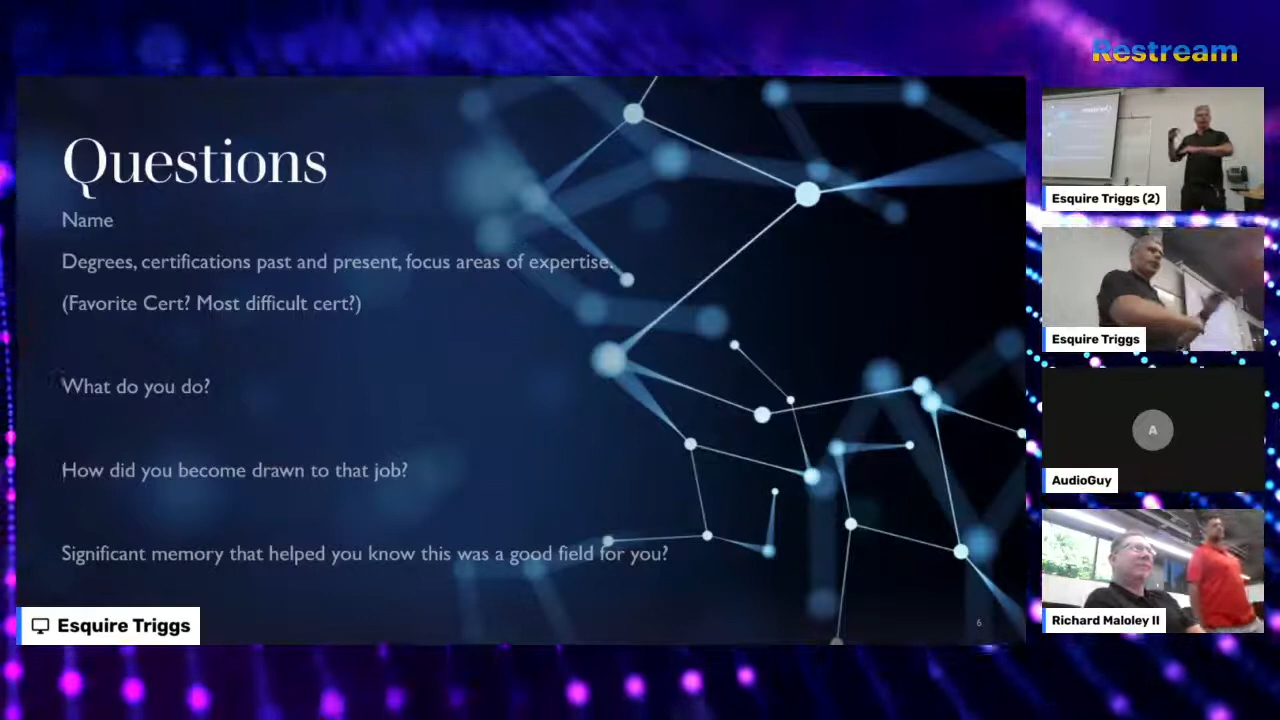 Restream
Questions
Name
Degrees, certifications past and present, focus areas of expertise.
(Favorite Cert? Most difficult cert?)
What do you do?
How did you become drawn to that job?
Significant memory that helped you know this was a good field for you?
6
Esquire Triggs
Esquire Triggs (2)
Esquire Triggs
A
AudioGuy
Richard Maloley II